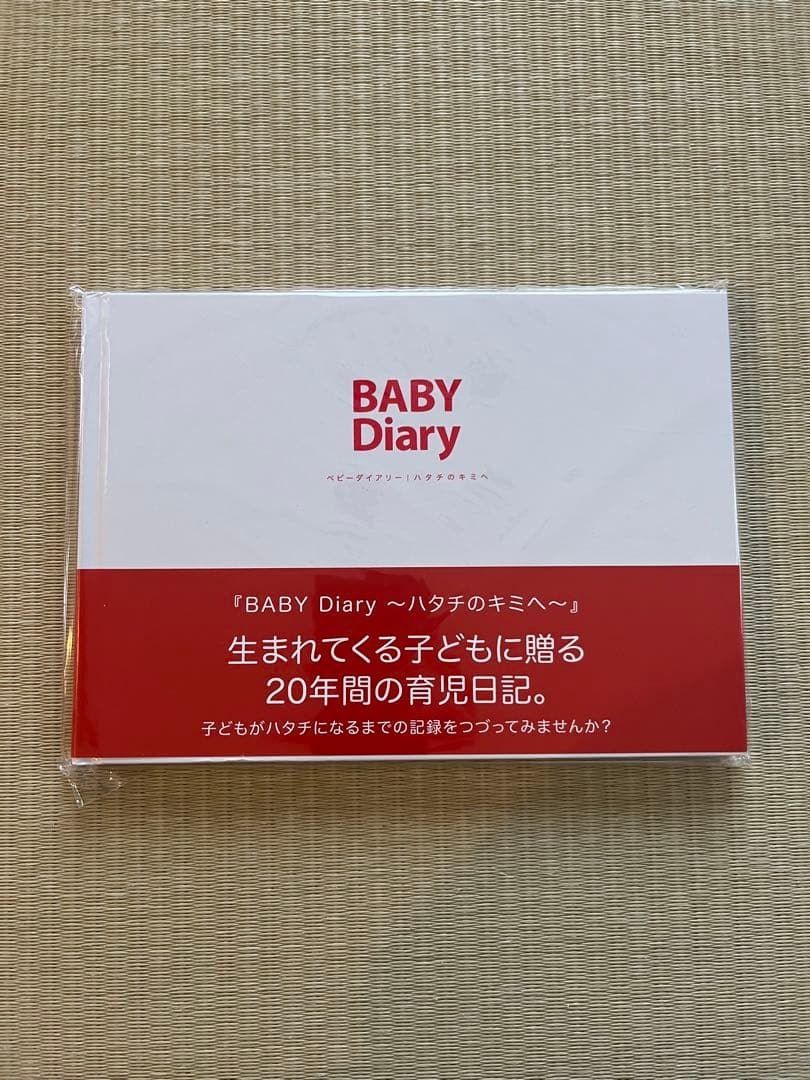 BABY
Diary
ベビーダイアリー|ハタチのキミへ
『BABY Diary 〜ハタチのキミへ〜』
生まれてくる子どもに贈る
20年間の育児日記。
子どもがハタチになるまでの記録をつづってみませんか?